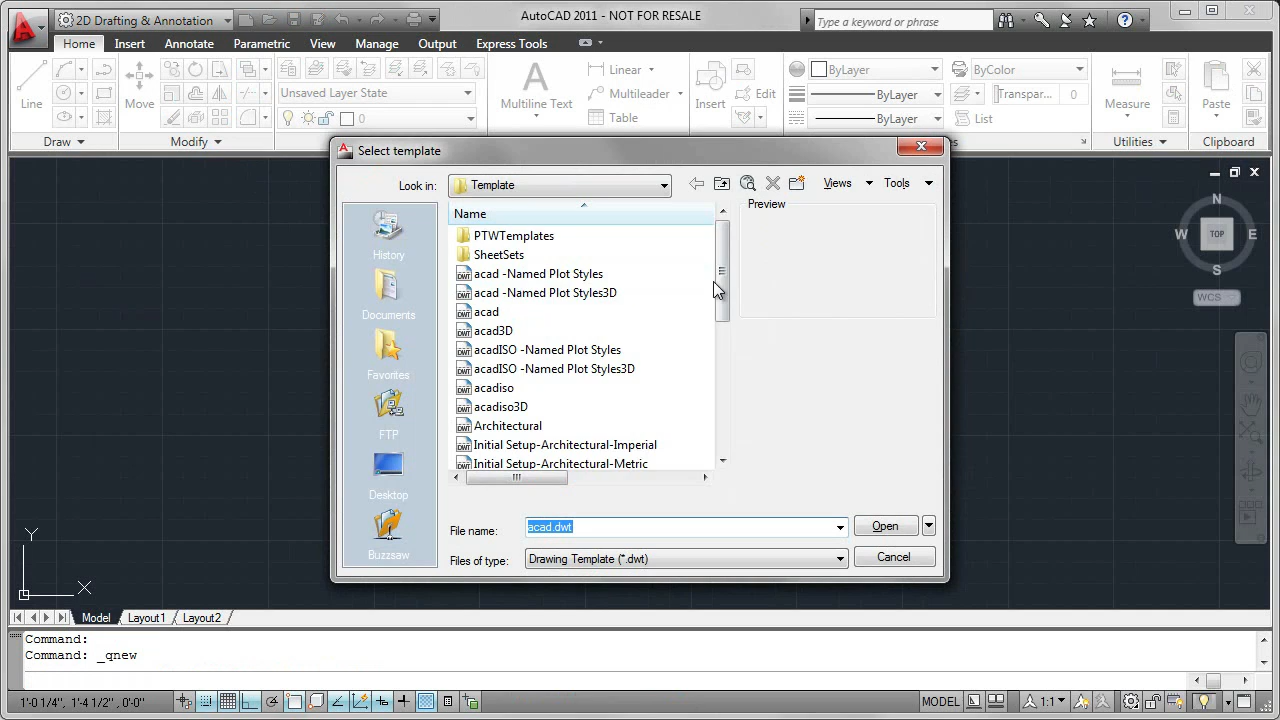 2D Drafting & Annotation
AutoCAD 2011 - NOT FOR RESALE
Type a keyword or phrase
Home Insert Annotate Parametric View Manage Output Express Tools
Line
Move
Unsaved Layer State
0
Multiline Text
Linear
Multileader
Table
Insert
Edit
ByLayer
ByLayer
ByLayer
ByColor
Transpar... 0
List
Measure
Paste
Draw
Modify
Utilities
Clipboard
Select template
Look in: Template
Views Tools
Name
Preview
PTWTemplates
SheetSets
acad -Named Plot Styles
acad -Named Plot Styles3D
acad
acad3D
acadISO -Named Plot Styles
acadISO -Named Plot Styles3D
acadiso
acadiso3D
Architectural
Initial Setup-Architectural-Imperial
Initial Setup-Architectural-Metric
History
Documents
Favorites
FTP
Desktop
Buzzsaw
File name: acad.dwt Open
Files of type: Drawing Template (*.dwt) Cancel
N
W TOP E
S
WCS
Y
X
Model Layout1 Layout2
Command:
Command: _qnew
1'-0 1/4", 1'-4 1/2", 0'-0"
MODEL
1:1